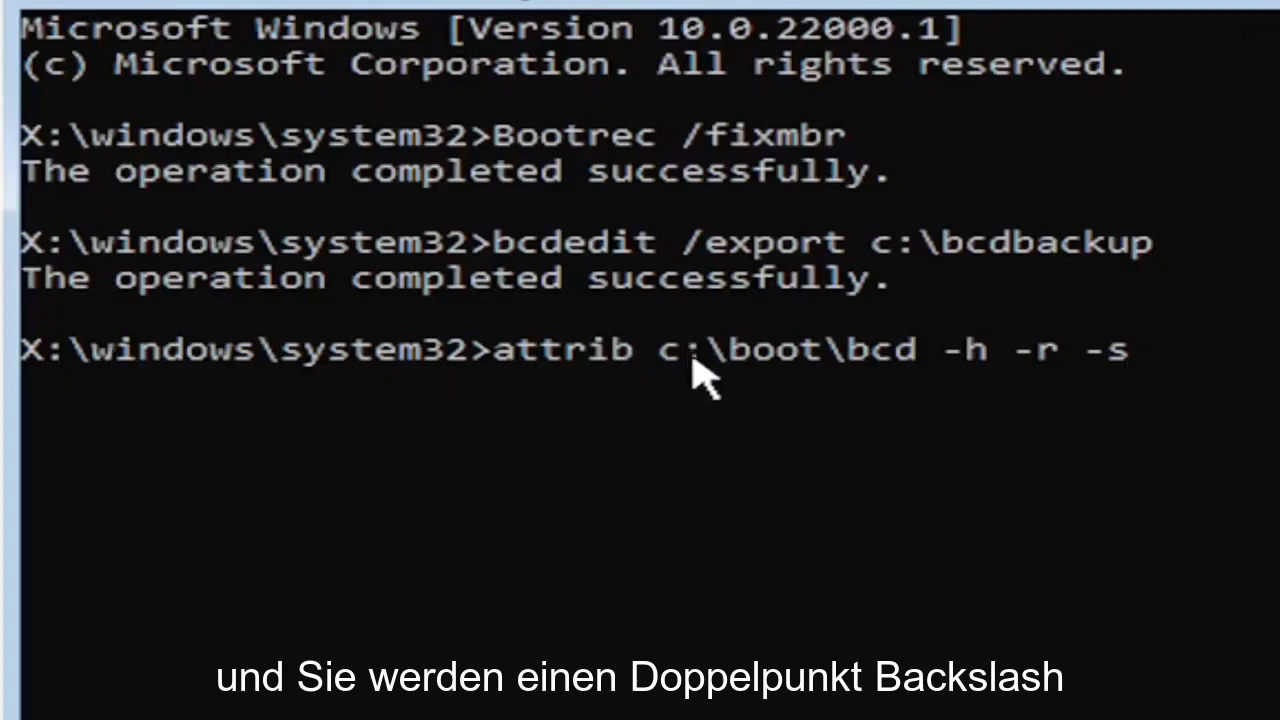 Microsoft Windows [Version 10.0.22000.1]
(c) Microsoft Corporation. All rights reserved.
X:\windows\system32>Bootrec /fixmbr
The operation completed successfully.
X:\windows\system32>bcdedit /export c:\bcdbackup
The operation completed successfully.
X:\windows\system32>attrib c:\boot\bcd -h -r -s
und Sie werden einen Doppelpunkt Backslash